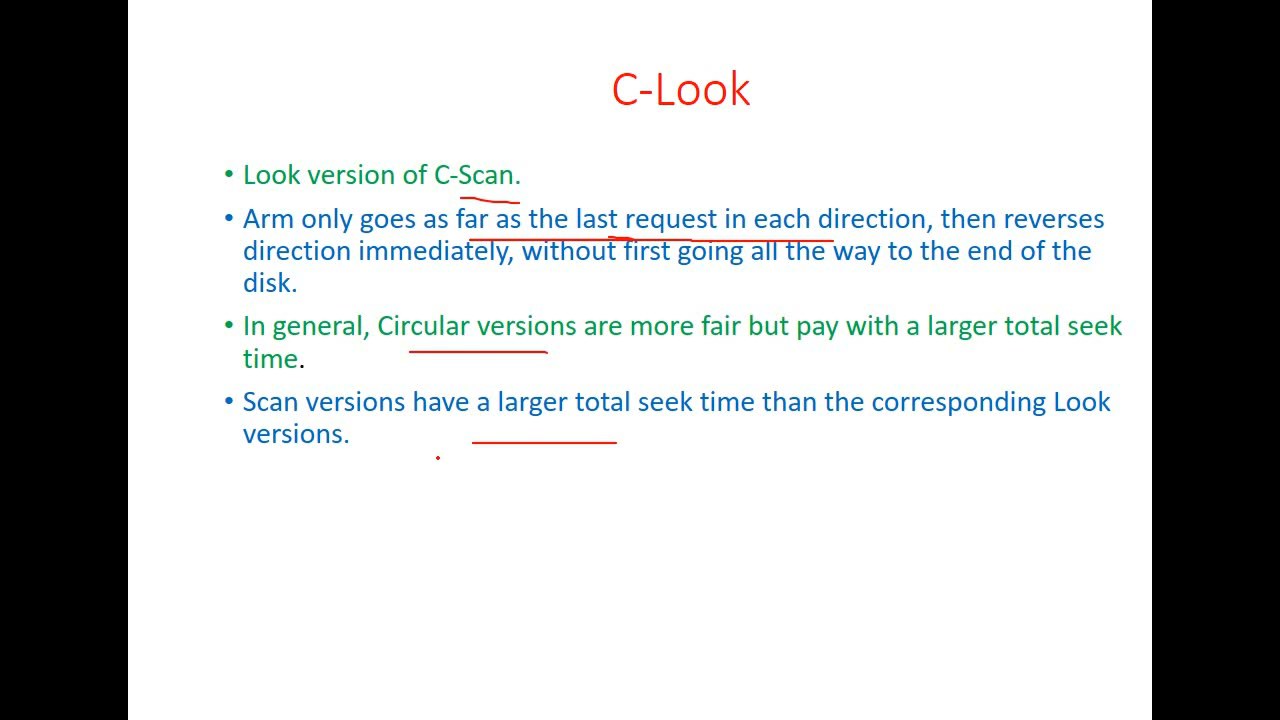 C-Look
• Look version of C-Scan.
• Arm only goes as far as the last request in each direction, then reverses
direction immediately, without first going all the way to the end of the
disk.
• In general, Circular versions are more fair but pay with a larger total seek
time.
• Scan versions have a larger total seek time than the corresponding Look
versions.